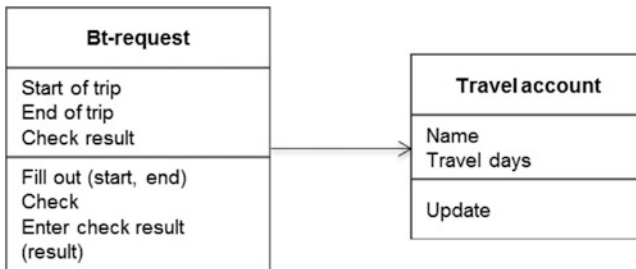 Bt-request
Start of trip
End of trip
Check result
Fill out (start, end)
Check
Enter check result
(result)
Travel account
Name
Travel days
Update